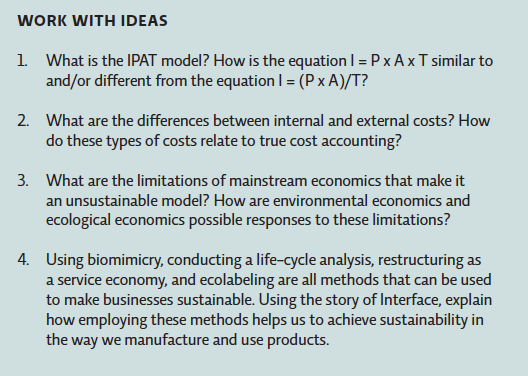 WORK WITH IDEAS
1. What is the IPAT model? How is the equation I = P x A x T similar to
and/or different from the equation I = (P x A)/T?
2. What are the differences between internal and external costs? How
do these types of costs relate to true cost accounting?
3. What are the limitations of mainstream economics that make it
an unsustainable model? How are environmental economics and
ecological economics possible responses to these limitations?
4. Using biomimicry, conducting a life-cycle analysis, restructuring as
a service economy, and ecolabeling are all methods that can be used
to make businesses sustainable. Using the story of Interface, explain
how employing these methods helps us to achieve sustainability in
the way we manufacture and use products.